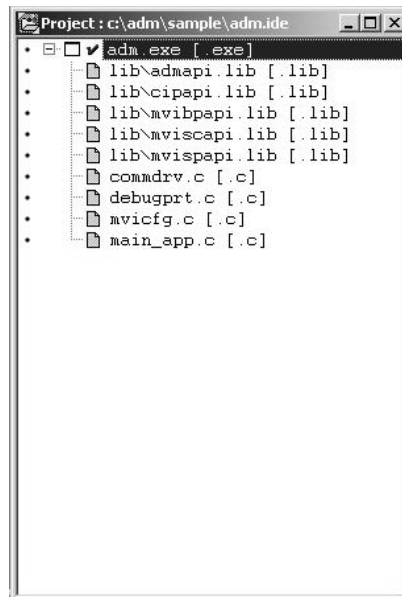 Project : c:\adm\sample\adm.ide
adm.exe [.exe]
lib\admapi.lib [.lib]
lib\cipapi.lib [.lib]
lib\mvibpapi.lib [.lib]
lib\mviscapi.lib [.lib]
lib\mvispapi.lib [.lib]
commdrv.c [.c]
debugprt.c [.c]
mvicfg.c [.c]
main_app.c [.c]